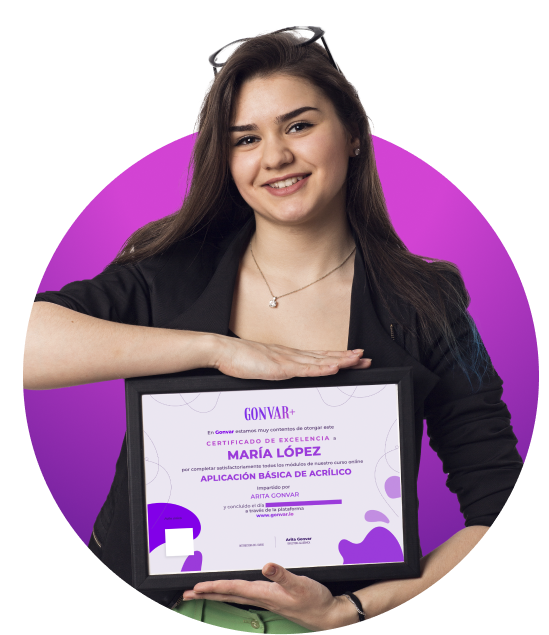 GONVAR+
En Gonvar estamos muy contentos de otorgar este
CERTIFICADO DE EXCELENCIA a
MARÍA LÓPEZ
por completar satisfactoriamente todos los módulos de nuestro curso online
APLICACIÓN BÁSICA DE ACRÍLICO
Impartido por
ARITA GONVAR
y concluida el día
a través de la plataforma
www.gonvar.io
Arita Gonvar